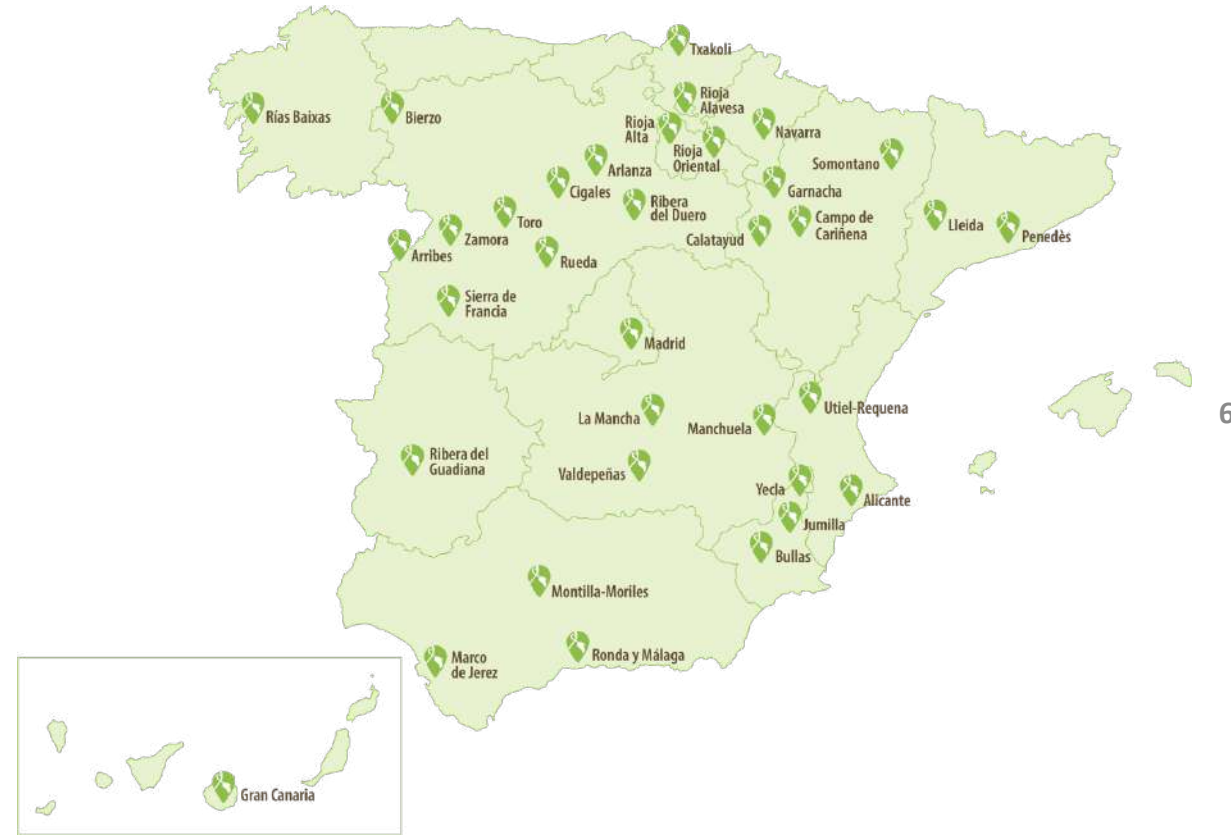 Txakoli
Rioja
Alavesa
Rías Baixas
Bierzo
Rioja
Alta
Navarra
Rioja
Oriental
Somontano
Arlanza
Cigales
Garnacha
Ribera
del Duero
Toro
Campo de
Cariñena
Lleida
Zamora
Calatayud
Penedès
Arribes
Rueda
Sierra de
Francia
Madrid
Utiel-Requena
6
La Mancha
Manchuela
Ribera del
Guadiana
Valdepeñas
Yecla
Alicante
Jumilla
Bullas
Montilla-Moriles
Ronda y Málaga
Marco
de Jerez
Gran Canaria